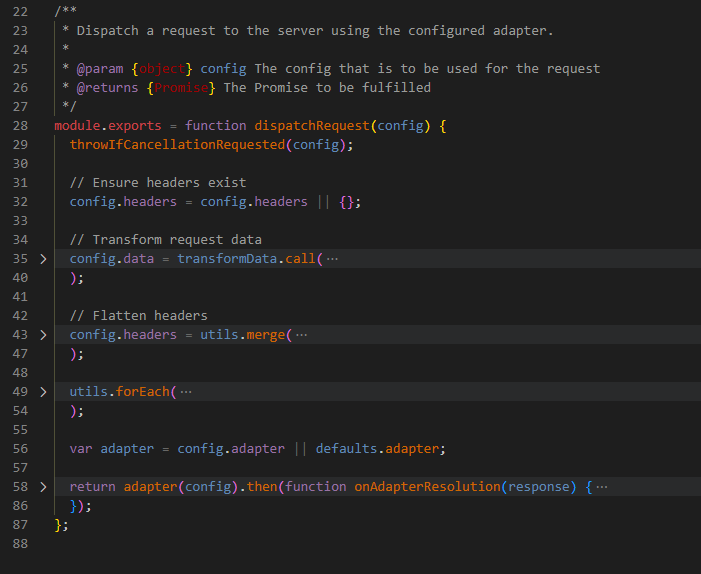 22 /**
23  * Dispatch a request to the server using the configured adapter.
24  *
25  * @param {object} config The config that is to be used for the request
26  * @returns {Promise} The Promise to be fulfilled
27  */
28 module.exports = function dispatchRequest(config) {
29   throwIfCancellationRequested(config);
30
31   // Ensure headers exist
32   config.headers = config.headers || {};
33
34   // Transform request data
35 >   config.data = transformData.call( ⋯
40   );
41
42   // Flatten headers
43 >   config.headers = utils.merge( ⋯
47   );
48
49 >   utils.forEach( ⋯
54   );
55
56   var adapter = config.adapter || defaults.adapter;
57
58 >   return adapter(config).then(function onAdapterResolution(response) { ⋯
86   });
87 };
88